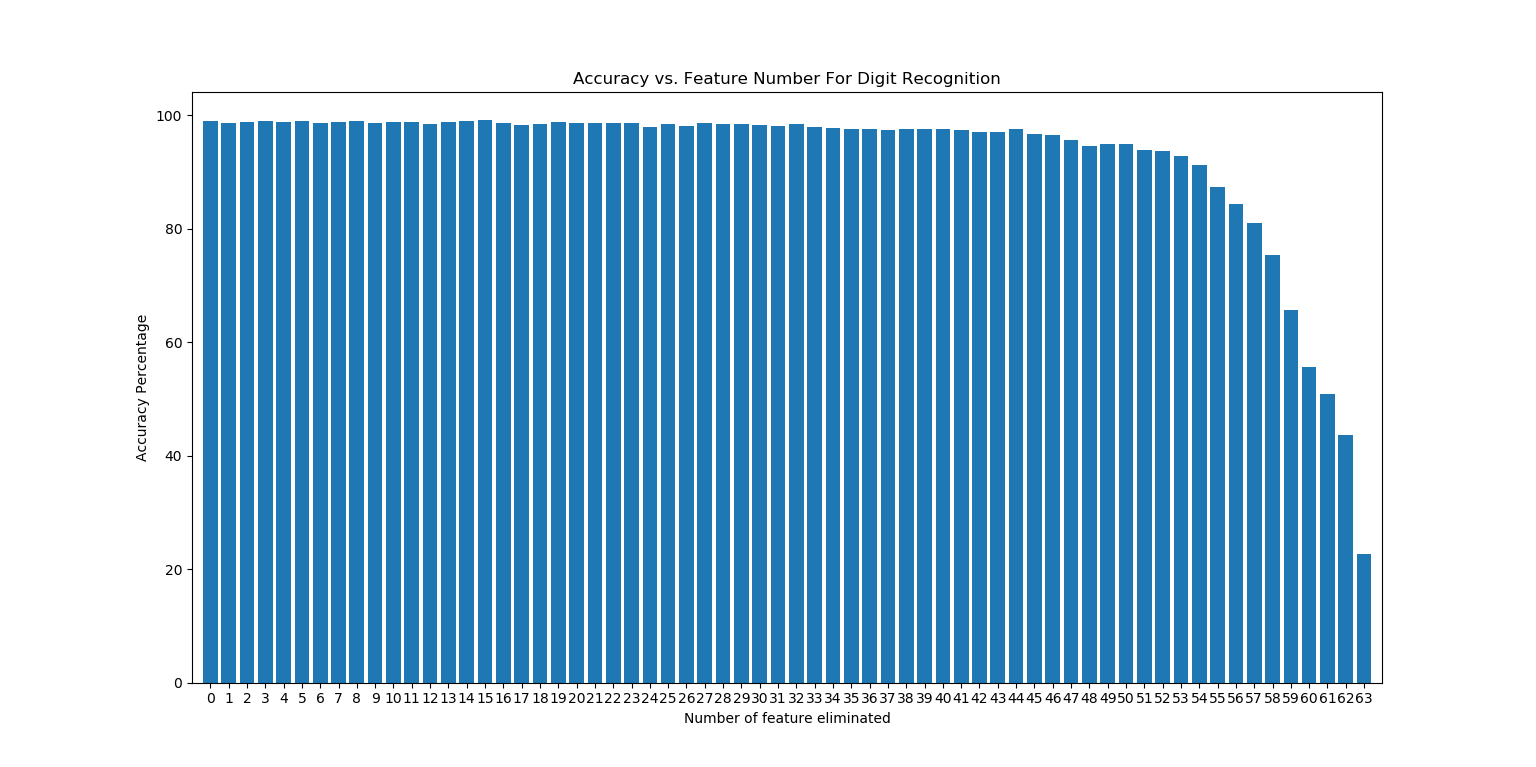 Accuracy vs. Feature Number For Digit Recognition
100
80
60
40
20
0
Accuracy Percentage
0 1 2 3 4 5 6 7 8 9 10 11 12 13 14 15 16 17 18 19 20 21 22 23 24 25 26 27 28 29 30 31 32 33 34 35 36 37 38 39 40 41 42 43 44 45 46 47 48 49 50 51 52 53 54 55 56 57 58 59 60 61 62 63
Number of feature eliminated